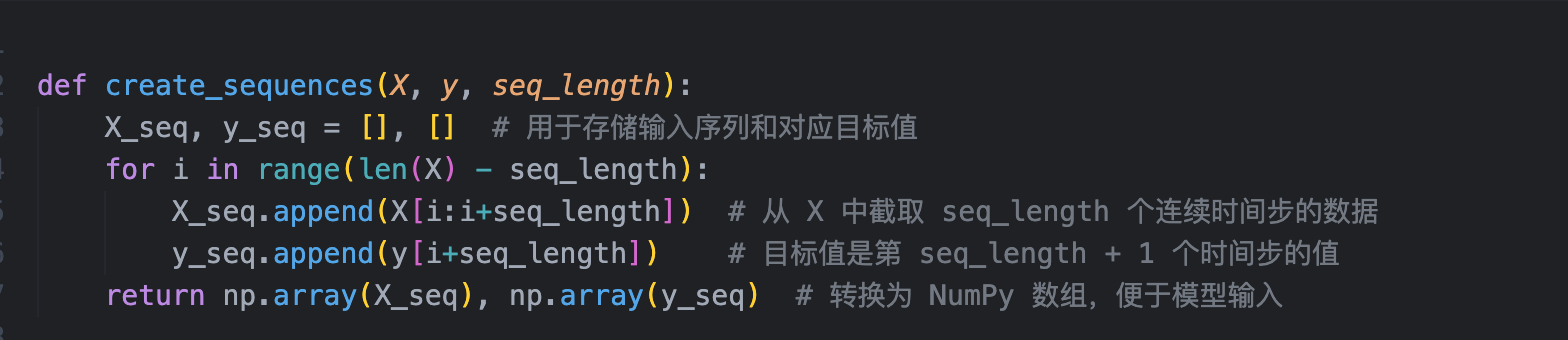 def create_sequences(X, y, seq_length):
    X_seq, y_seq = [], []  # 用于存储输入序列和对应目标值
    for i in range(len(X) - seq_length):
        X_seq.append(X[i:i+seq_length])  # 从 X 中截取 seq_length 个连续时间步的数据
        y_seq.append(y[i+seq_length])    # 目标值是第 seq_length + 1 个时间步的值
    return np.array(X_seq), np.array(y_seq)  # 转换为 NumPy 数组，便于模型输入